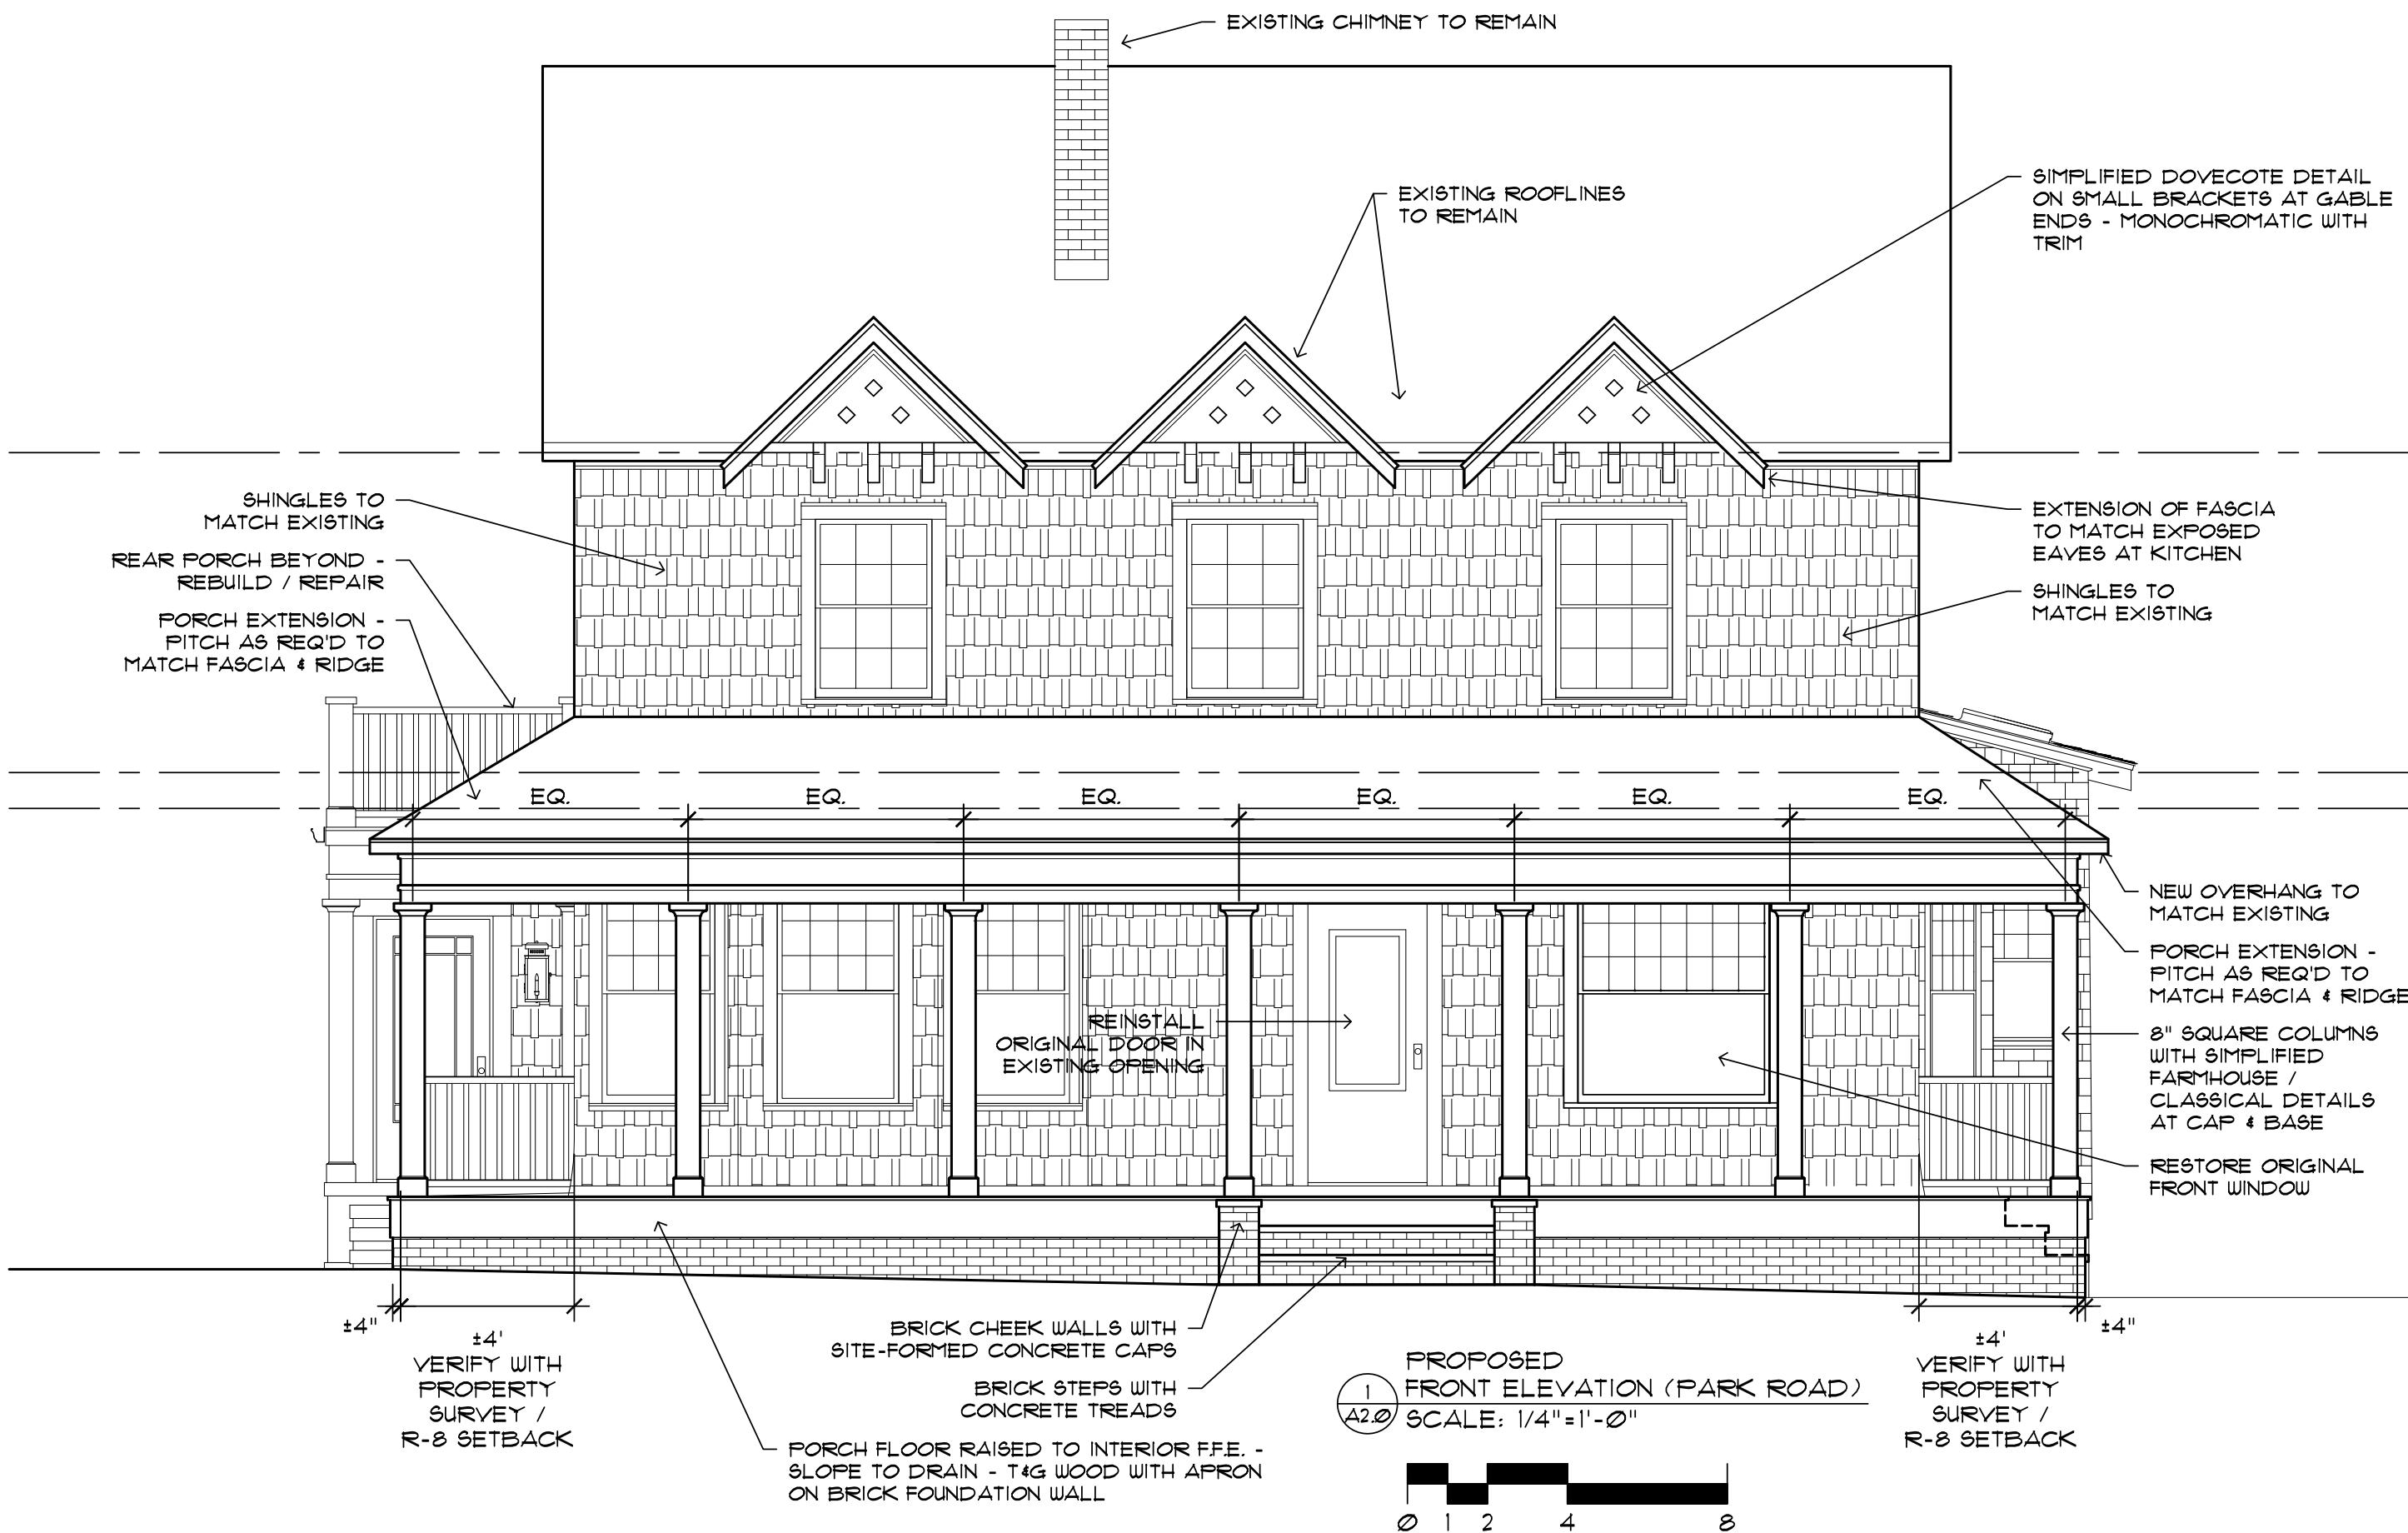 EXISTING CHIMNEY TO REMAIN
EXISTING ROOFLINES
TO REMAIN
SIMPLIFIED DOVECOTE DETAIL
ON SMALL BRACKETS AT GABLE
ENDS - MONOCHROMATIC WITH
TRIM
SHINGLES TO
MATCH EXISTING
REAR PORCH BEYOND -
REBUILD / REPAIR
PORCH EXTENSION -
PITCH AS REQ'D TO
MATCH FASCIA & RIDGE
EXTENSION OF FASCIA
TO MATCH EXPOSED
EAVES AT KITCHEN
SHINGLES TO
MATCH EXISTING
EQ. EQ. EQ. EQ. EQ. EQ.
NEW OVERHANG TO
MATCH EXISTING
PORCH EXTENSION -
PITCH AS REQ'D TO
MATCH FASCIA & RIDGE
REINSTALL
ORIGINAL DOOR IN
EXISTING OPENING
8" SQUARE COLUMNS
WITH SIMPLIFIED
FARMHOUSE /
CLASSICAL DETAILS
AT CAP & BASE
RESTORE ORIGINAL
FRONT WINDOW
±4"
±4'
VERIFY WITH
PROPERTY
SURVEY /
R-8 SETBACK
BRICK CHEEK WALLS WITH
SITE-FORMED CONCRETE CAPS
BRICK STEPS WITH
CONCRETE TREADS
PORCH FLOOR RAISED TO INTERIOR F.F.E. -
SLOPE TO DRAIN - T&G WOOD WITH APRON
ON BRICK FOUNDATION WALL
±4'
VERIFY WITH
PROPERTY
SURVEY /
R-8 SETBACK
±4"
1
A2.0
PROPOSED
FRONT ELEVATION (PARK ROAD)
SCALE: 1/4"=1'-0"
0 1 2 4 8